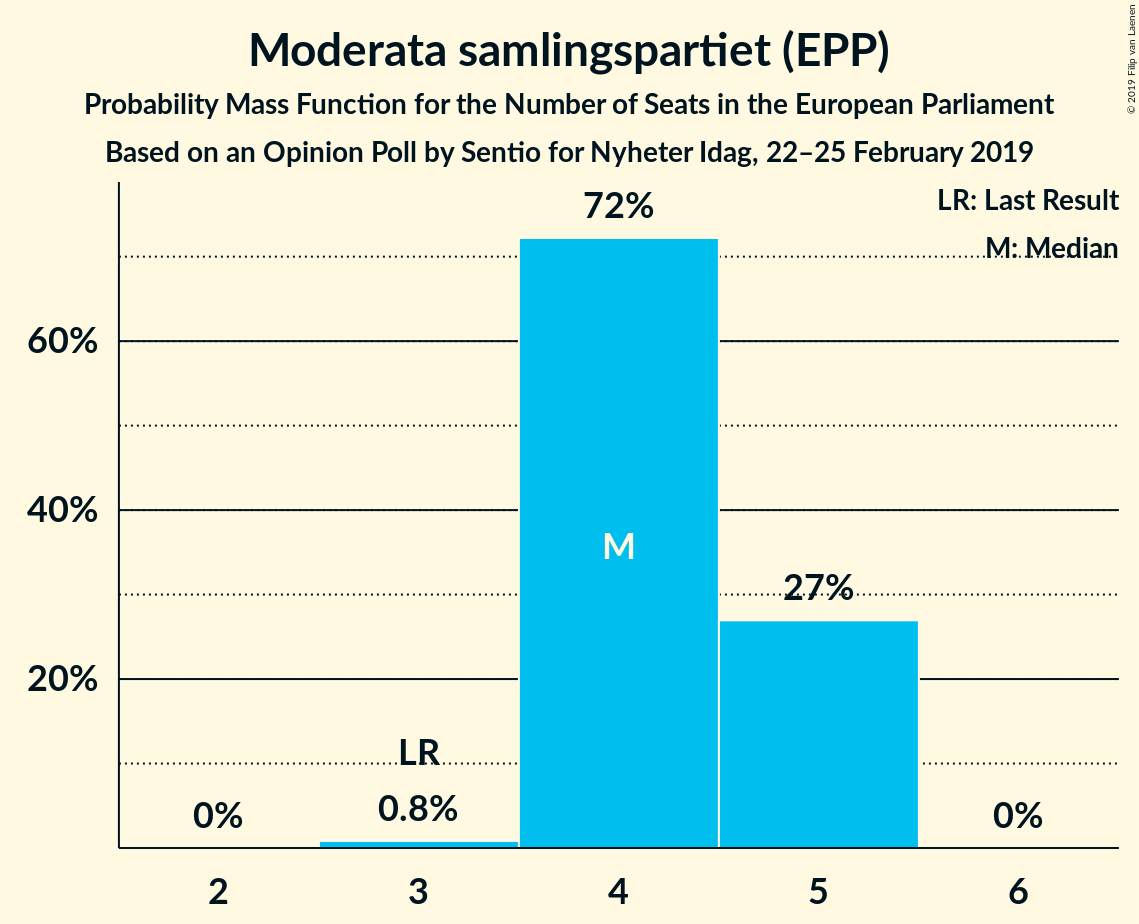 Moderata samlingspartiet (EPP)
Probability Mass Function for the Number of Seats in the European Parliament
Based on an Opinion Poll by Sentio for Nyheter Idag, 22–25 February 2019
© 2019 Filip van Laenen
LR: Last Result
M: Median
72%
60%
40%
M
27%
20%
LR
0%
0.8%
0%
2
3
4
5
6